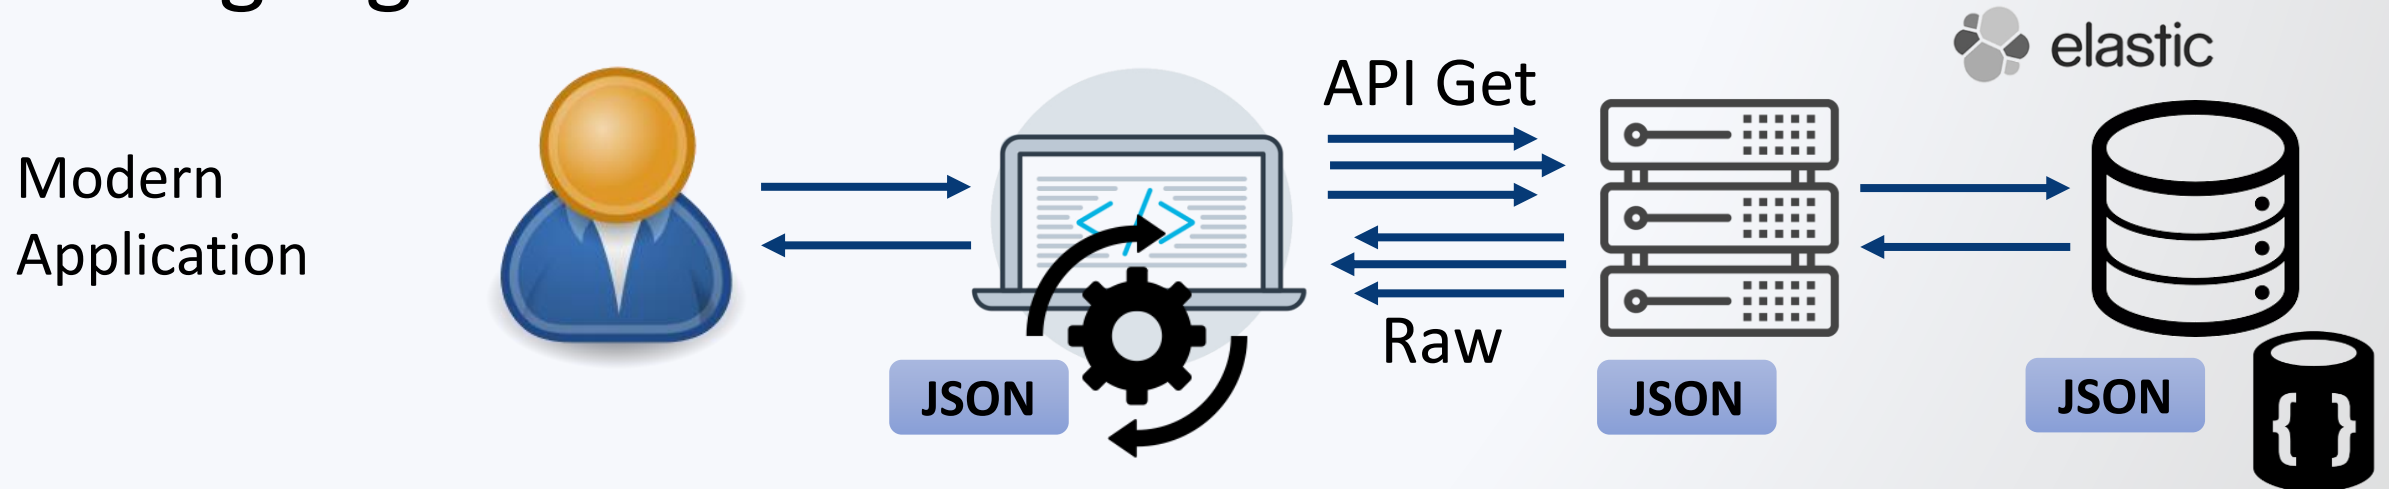 elastic
API Get
Modern
Application
Raw
JSON
JSON
JSON
{ }